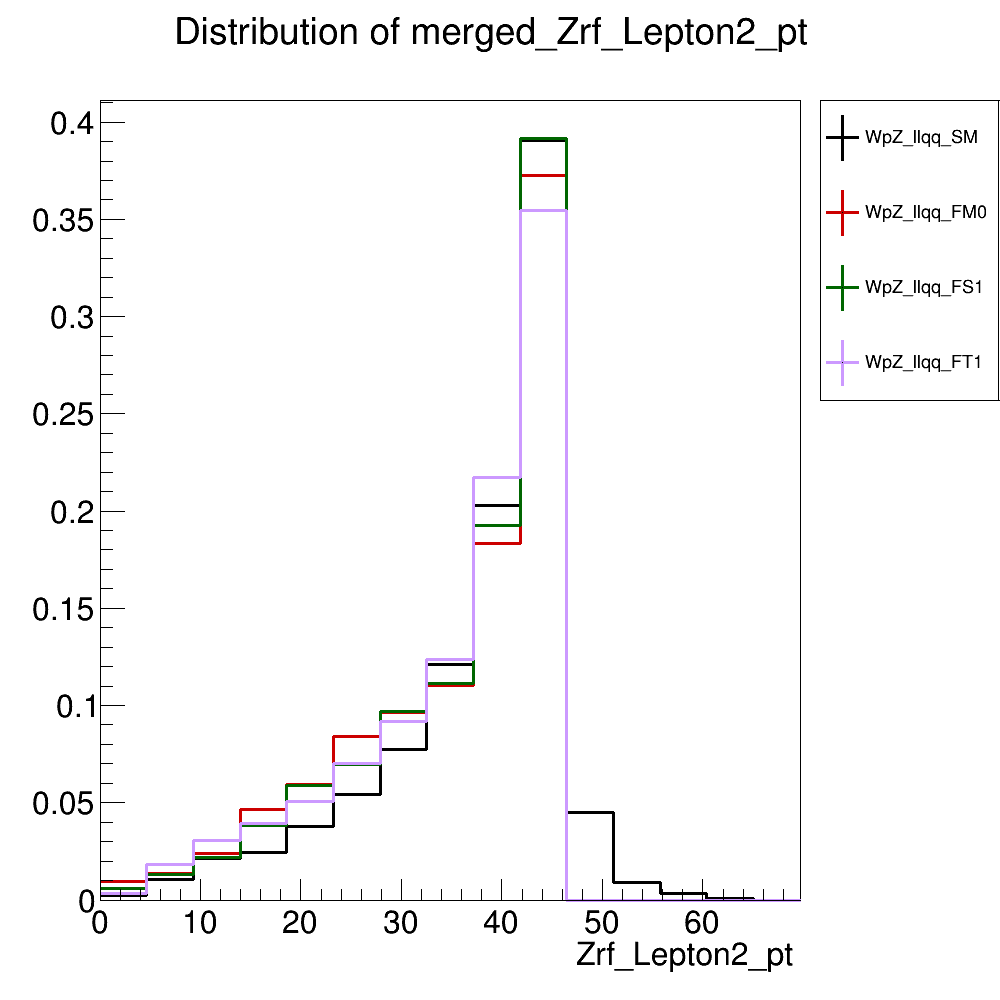 Distribution of merged_Zrf_Lepton2_pt
0.4
0.35
0.3
0.25
0.2
0.15
0.1
0.05
0
0 10 20 30 40 50 60
Zrf_Lepton2_pt
WpZ_llqq_SM
WpZ_llqq_FM0
WpZ_llqq_FS1
WpZ_llqq_FT1